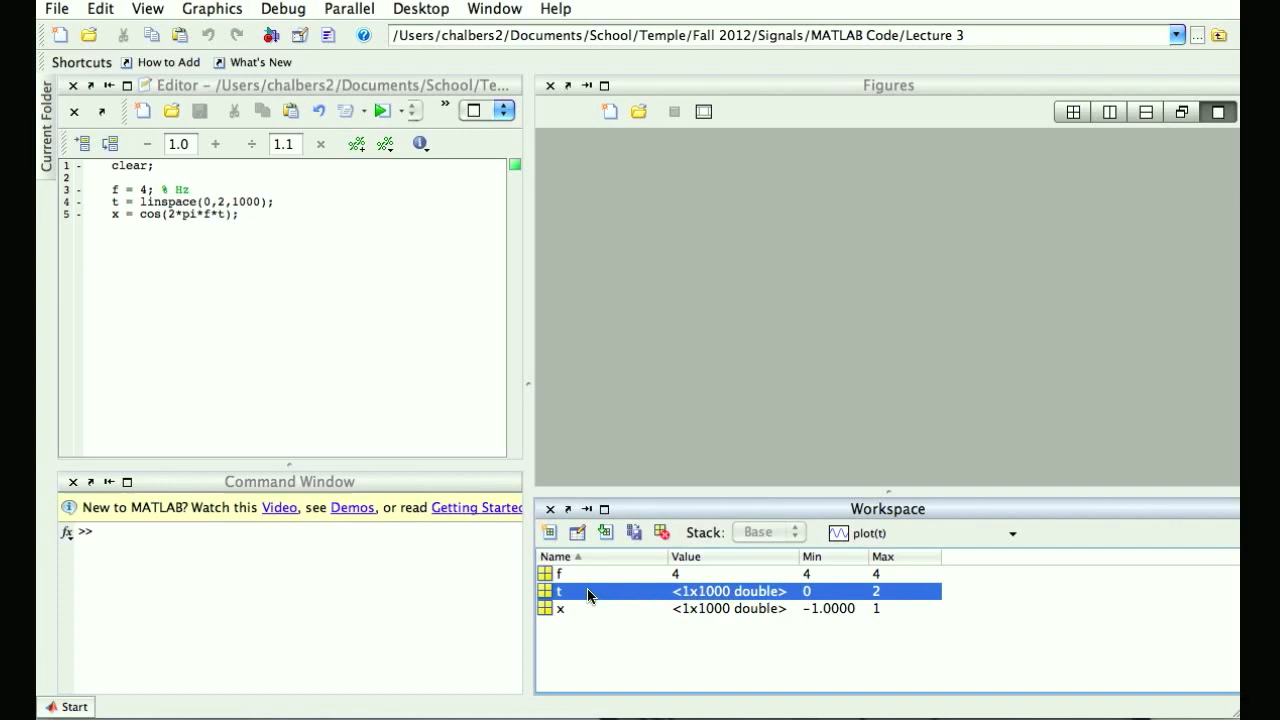 File Edit View Graphics Debug Parallel Desktop Window Help
/Users/chalbers2/Documents/School/Temple/Fall 2012/Signals/MATLAB Code/Lecture 3
...
Shortcuts How to Add What's New
Current Folder
Editor – /Users/chalbers2/Documents/School/Te...
Figures
»
− 1.0 + ÷ 1.1 ×
1 - clear;
2
3 - f = 4; % Hz
4 - t = linspace(0,2,1000);
5 - x = cos(2*pi*f*t);
Command Window
New to MATLAB? Watch this Video, see Demos, or read Getting Started
fx >>
Workspace
Stack: Base plot(t)
Name Value Min Max
f 4 4 4
t <1x1000 double> 0 2
x <1x1000 double> -1.0000 1
Start